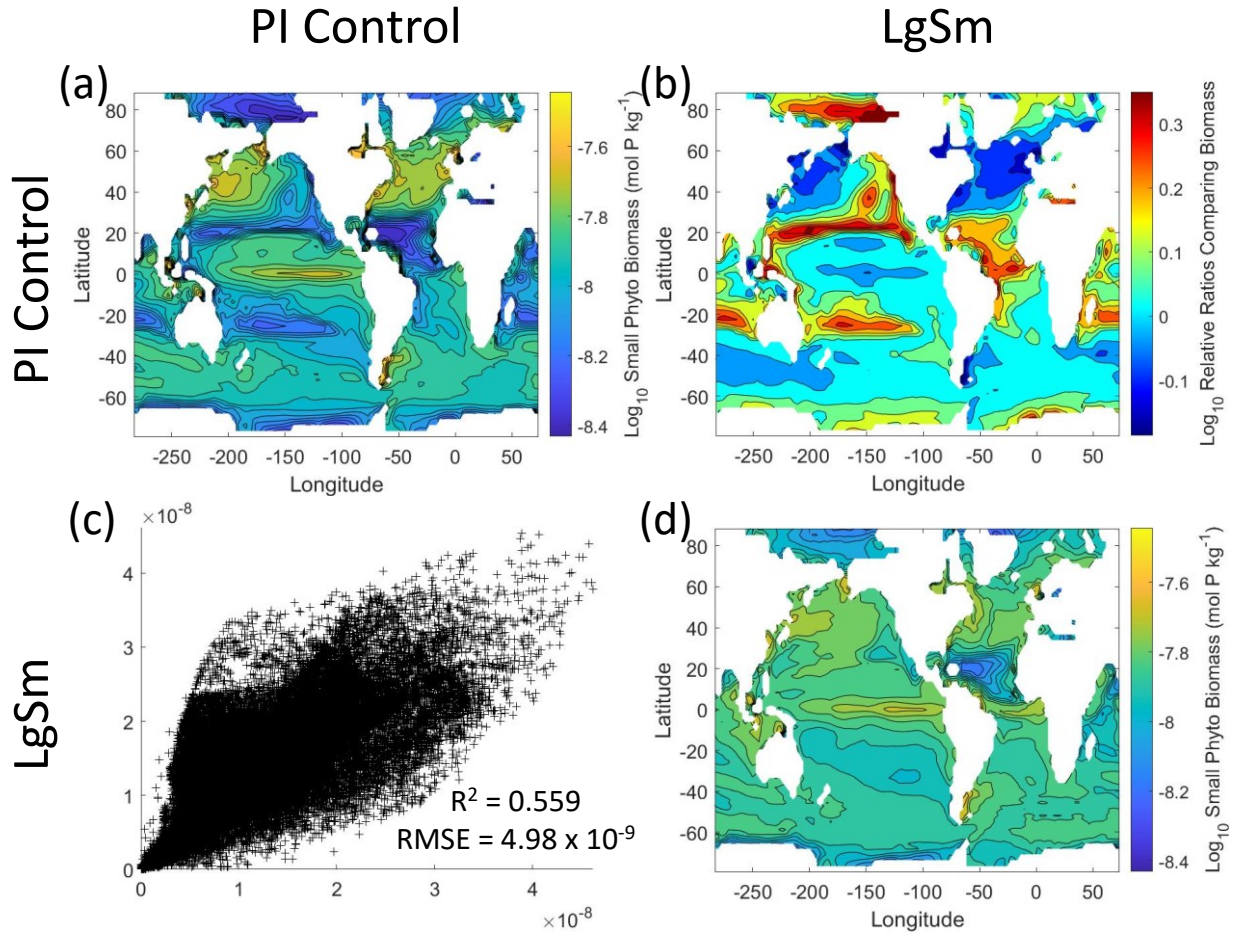 PI Control
LgSm
PI Control
LgSm
(a)
80
60
40
20
0
-20
-40
-60
Latitude
-250 -200 -150 -100 -50 0 50
Longitude
-7.6
-7.8
-8
-8.2
-8.4
Log10 Small Phyto Biomass (mol P kg-1)
(b)
80
60
40
20
0
-20
-40
-60
Latitude
-250 -200 -150 -100 -50 0 50
Longitude
0.3
0.2
0.1
0
-0.1
Log10 Relative Ratios Comparing Biomass
(c)
×10-8
4
3
2
1
0
R2 = 0.559
RMSE = 4.98 x 10-9
0 1 2 3 4
×10-8
(d)
80
60
40
20
0
-20
-40
-60
Latitude
-250 -200 -150 -100 -50 0 50
Longitude
-7.6
-7.8
-8
-8.2
-8.4
Log10 Small Phyto Biomass (mol P kg-1)